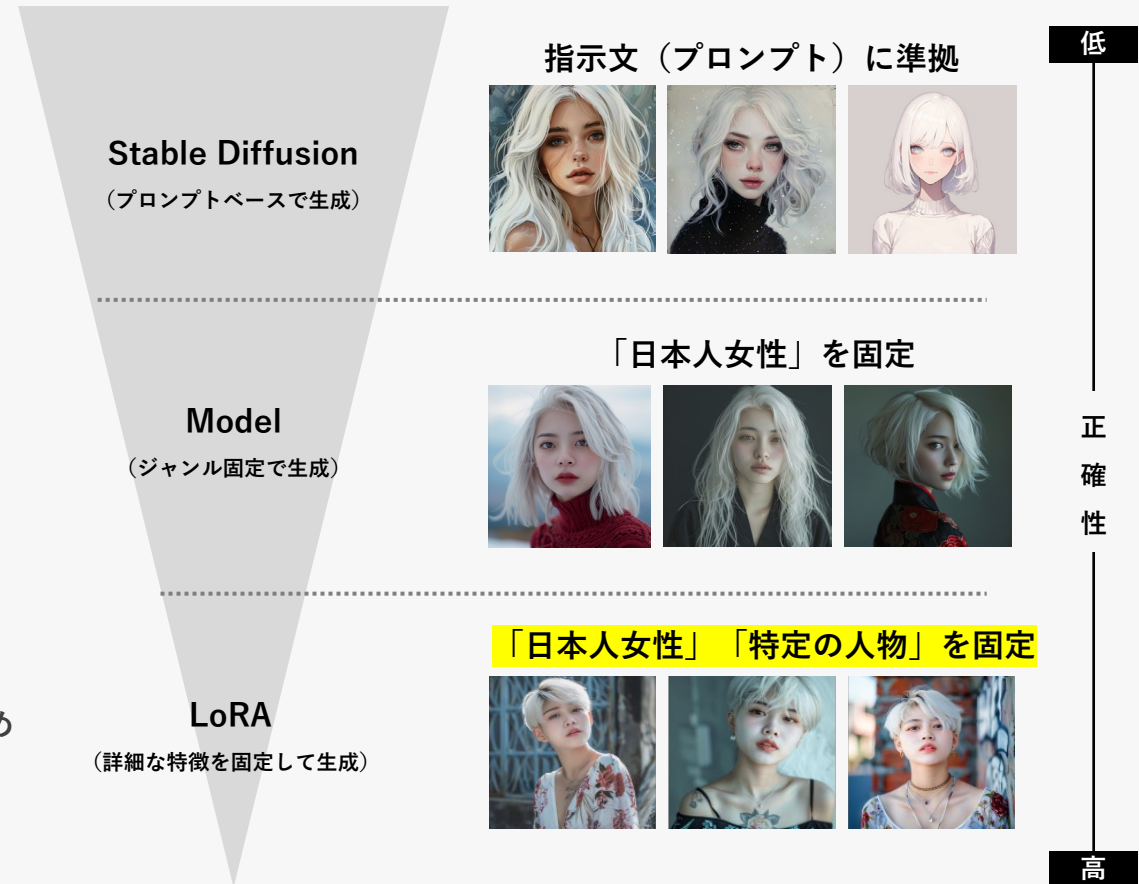 指示文（プロンプト）に準拠
低
Stable Diffusion
（プロンプトベースで生成）
「日本人女性」を固定
Model
（ジャンル固定で生成）
正
確
性
「日本人女性」「特定の人物」を固定
め
LoRA
（詳細な特徴を固定して生成）
高